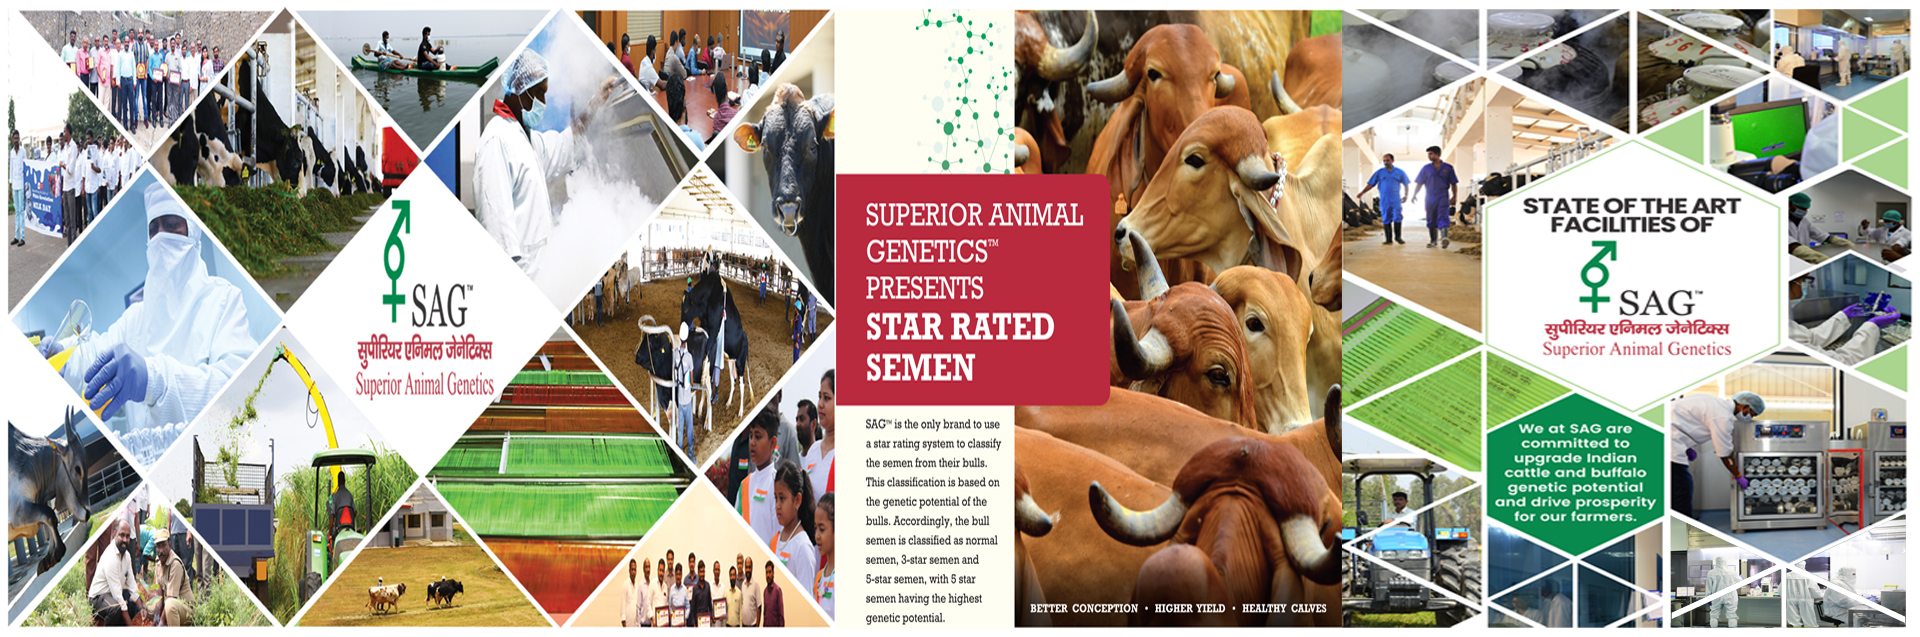 SAG™
सुपीरियर एनिमल जेनेटिक्स
Superior Animal Genetics
MILK DAY
SUPERIOR ANIMAL
GENETICS™
PRESENTS
STAR RATED
SEMEN
SAG™ is the only brand to use
a star rating system to classify
the semen from their bulls.
This classification is based on
the genetic potential of the
bulls. Accordingly, the bull
semen is classified as normal
semen, 3-star semen and
5-star semen, with 5 star
semen having the highest
genetic potential.
BETTER CONCEPTION • HIGHER YIELD • HEALTHY CALVES
STATE OF THE ART
FACILITIES OF
SAG™
सुपीरियर एनिमल जेनेटिक्स
Superior Animal Genetics
We at SAG are
committed to
upgrade Indian
cattle and buffalo
genetic potential
and drive prosperity
for our farmers.